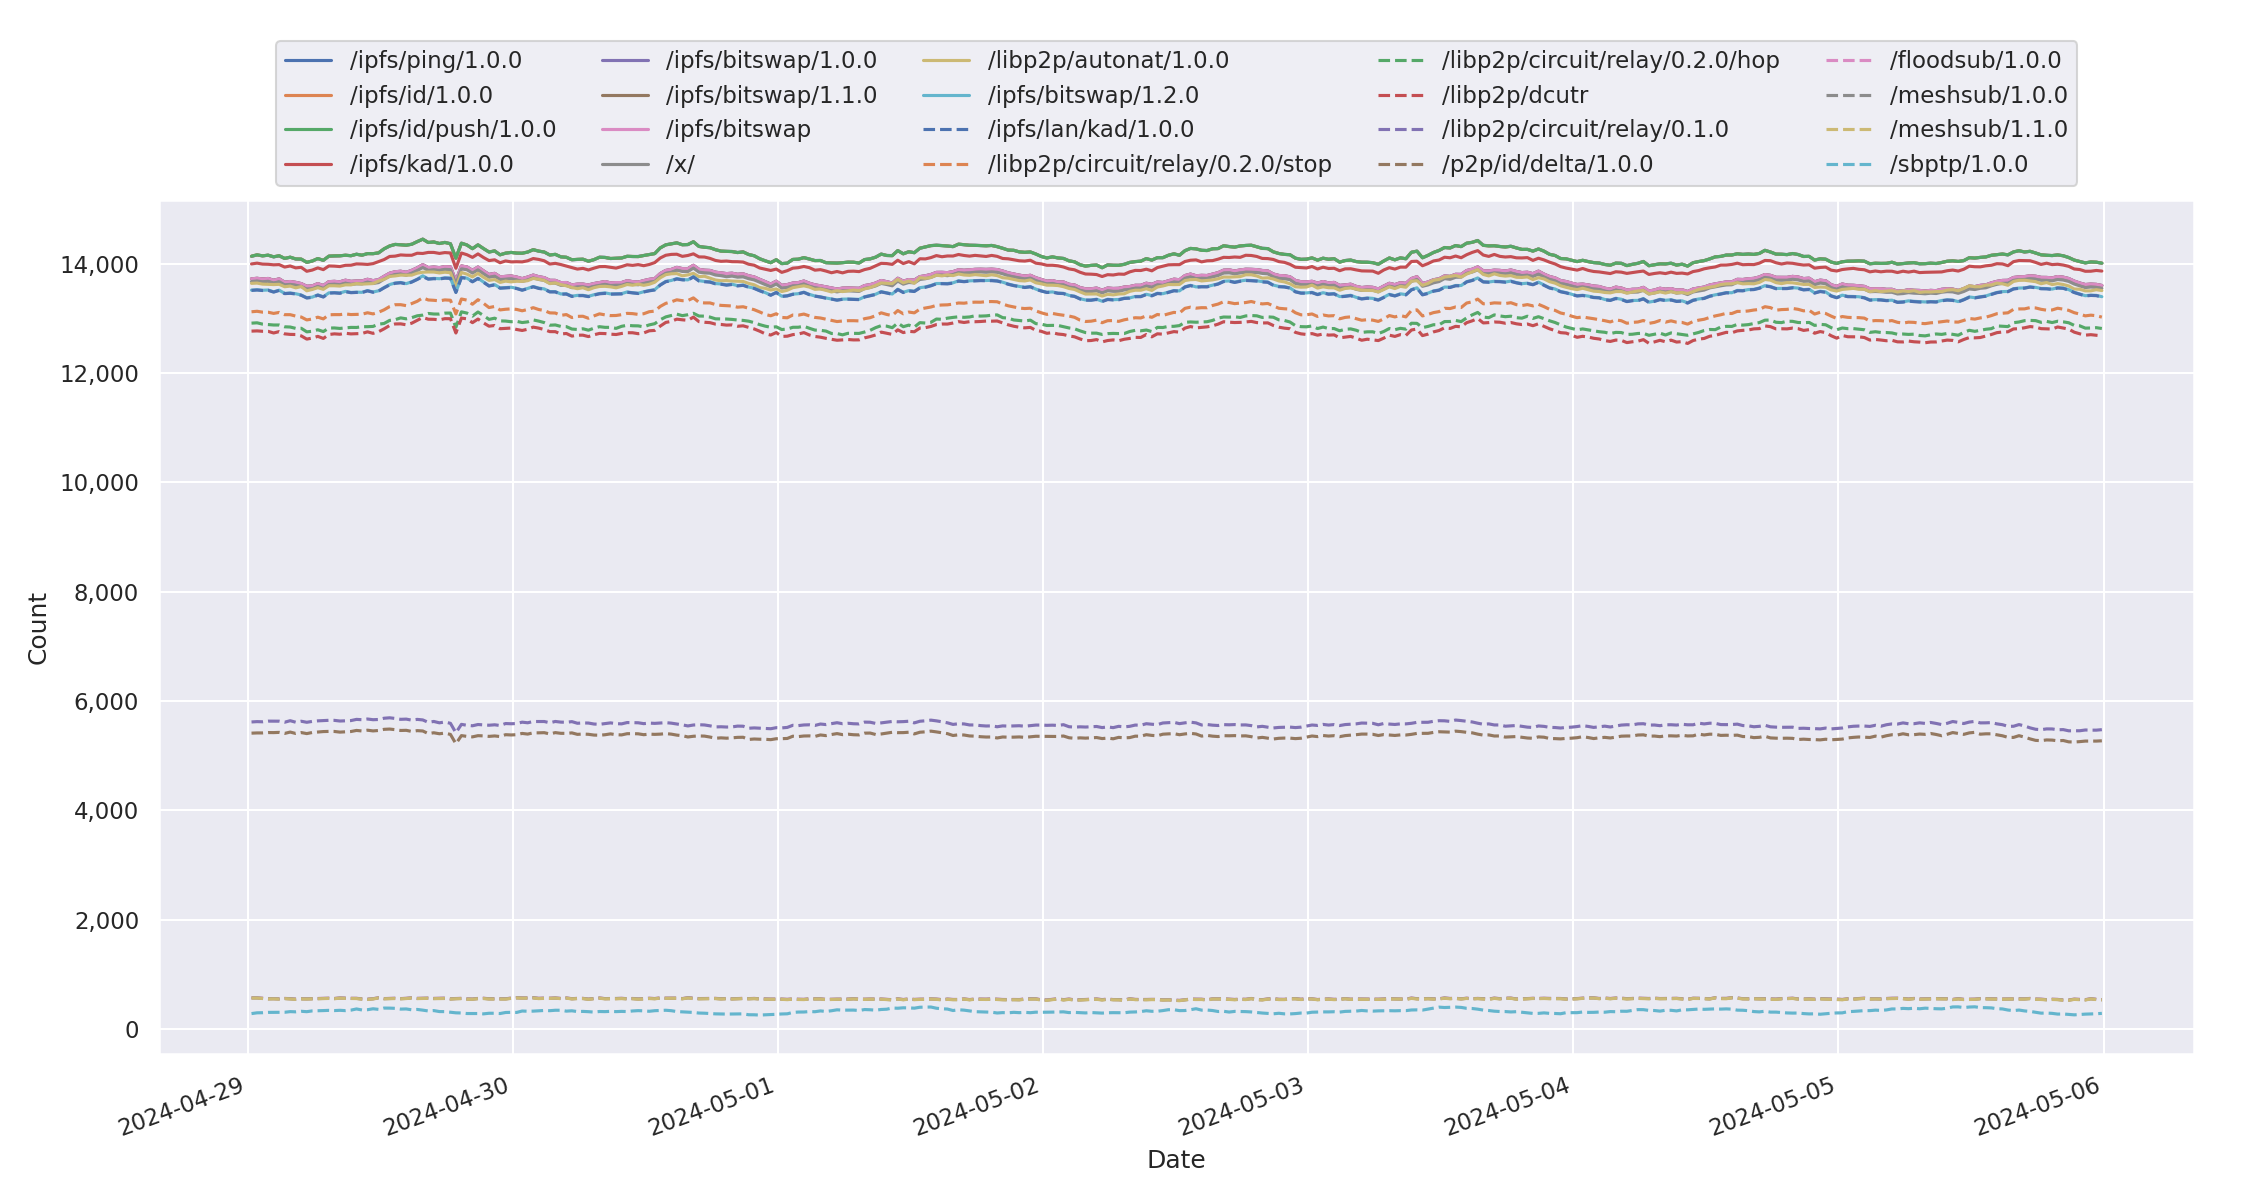 /ipfs/ping/1.0.0
/ipfs/id/1.0.0
/ipfs/id/push/1.0.0
/ipfs/kad/1.0.0
/ipfs/bitswap/1.0.0
/ipfs/bitswap/1.1.0
/ipfs/bitswap
/x/
/libp2p/autonat/1.0.0
/ipfs/bitswap/1.2.0
/ipfs/lan/kad/1.0.0
/libp2p/circuit/relay/0.2.0/stop
/libp2p/circuit/relay/0.2.0/hop
/libp2p/dcutr
/libp2p/circuit/relay/0.1.0
/p2p/id/delta/1.0.0
/floodsub/1.0.0
/meshsub/1.0.0
/meshsub/1.1.0
/sbptp/1.0.0
14,000
12,000
10,000
8,000
6,000
4,000
2,000
0
Count
2024-04-29
2024-04-30
2024-05-01
2024-05-02
2024-05-03
2024-05-04
2024-05-05
2024-05-06
Date